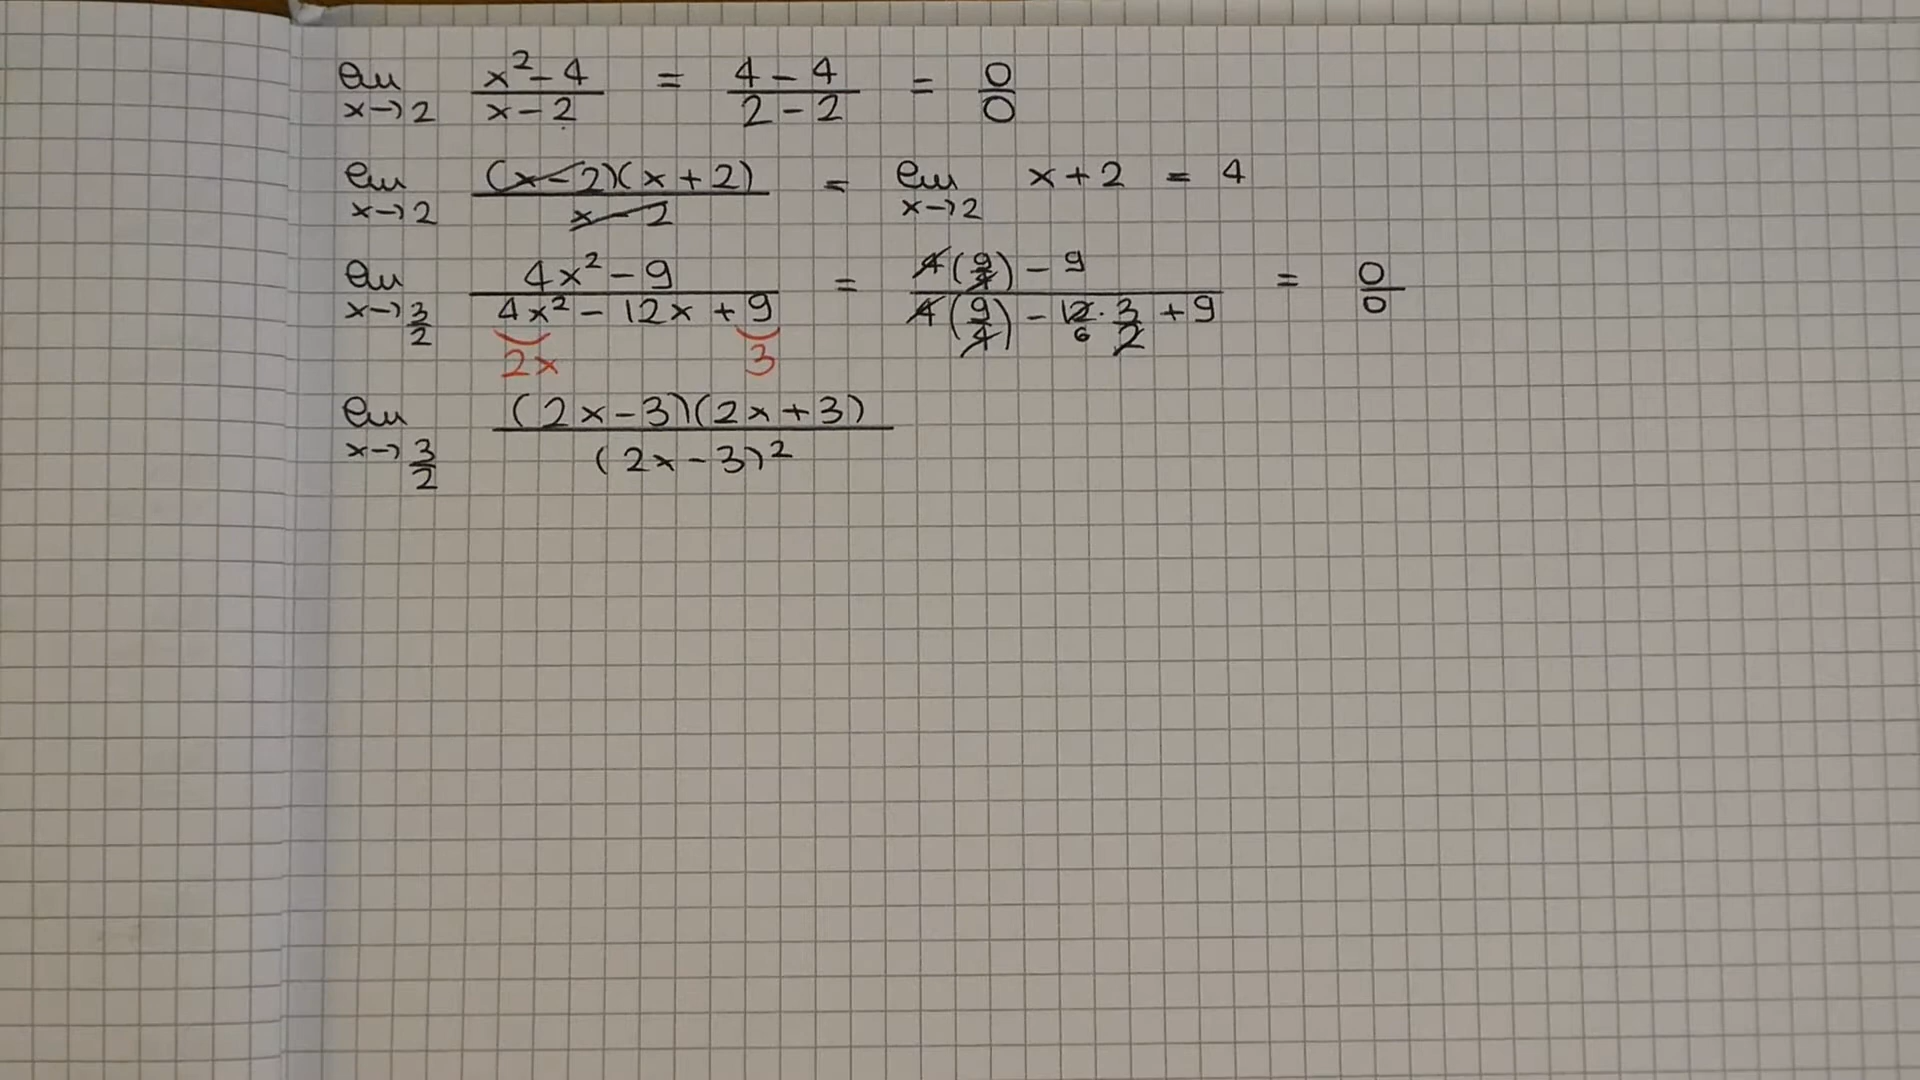 lim x→2 (x² - 4)/(x - 2) = (4 - 4)/(2 - 2) = 0/0
lim x→2 ((x - 2)(x + 2))/(x - 2) = lim x→2 x + 2 = 4
lim x→3/2 (4x² - 9)/(4x² - 12x + 9) = (4(9/4) - 9)/(4(9/4) - 12 · 3/2 + 9) = 0/0
6
2x 3
lim x→3/2 ((2x - 3)(2x + 3))/(2x - 3)²